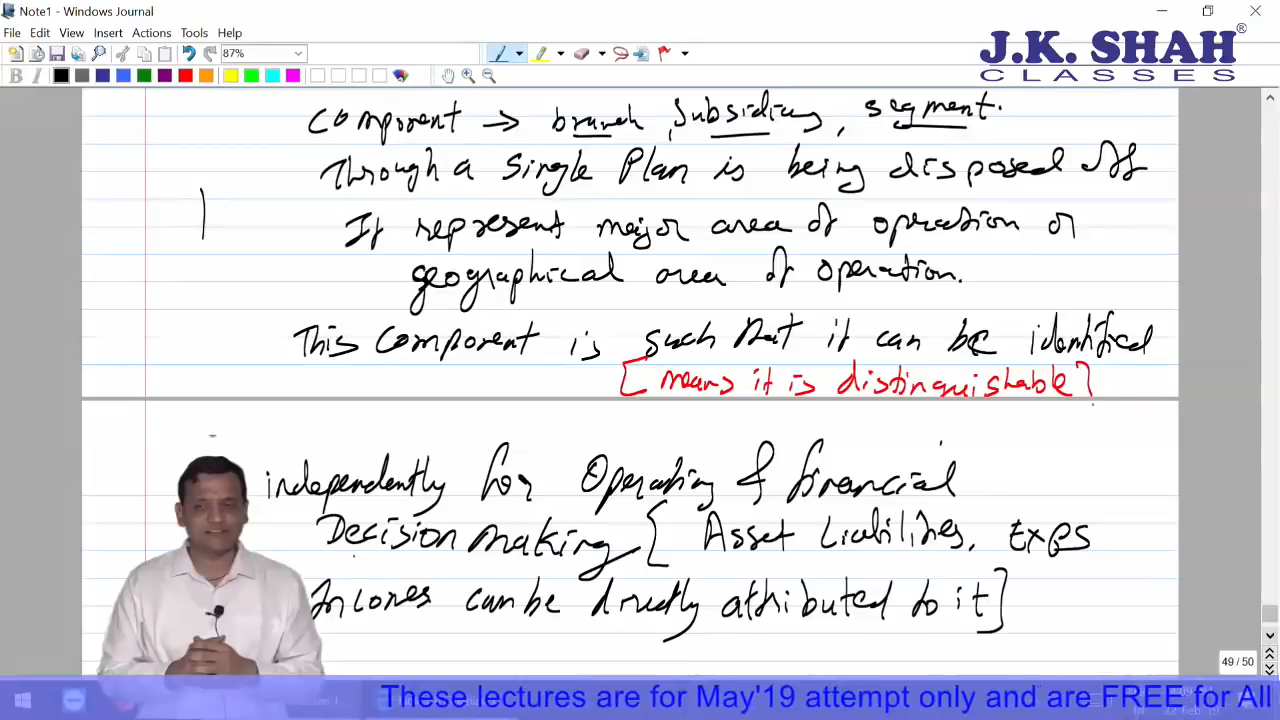 Note1 - Windows Journal
File Edit View Insert Actions Tools Help
87%
J.K. SHAH®
CLASSES
Component → branch, Subsidiary, segment.
Through a Single Plan is being disposed off
If represent major area of operation or
geographical area of operation.
This Component is such that it can be identified
[means it is distinguishable]
independently for Operating & financial
Decision making [Asset Liabilities, Exps
Incomes can be directly attributed to it]
49 / 50
These lectures are for May'19 attempt only and are FREE for All